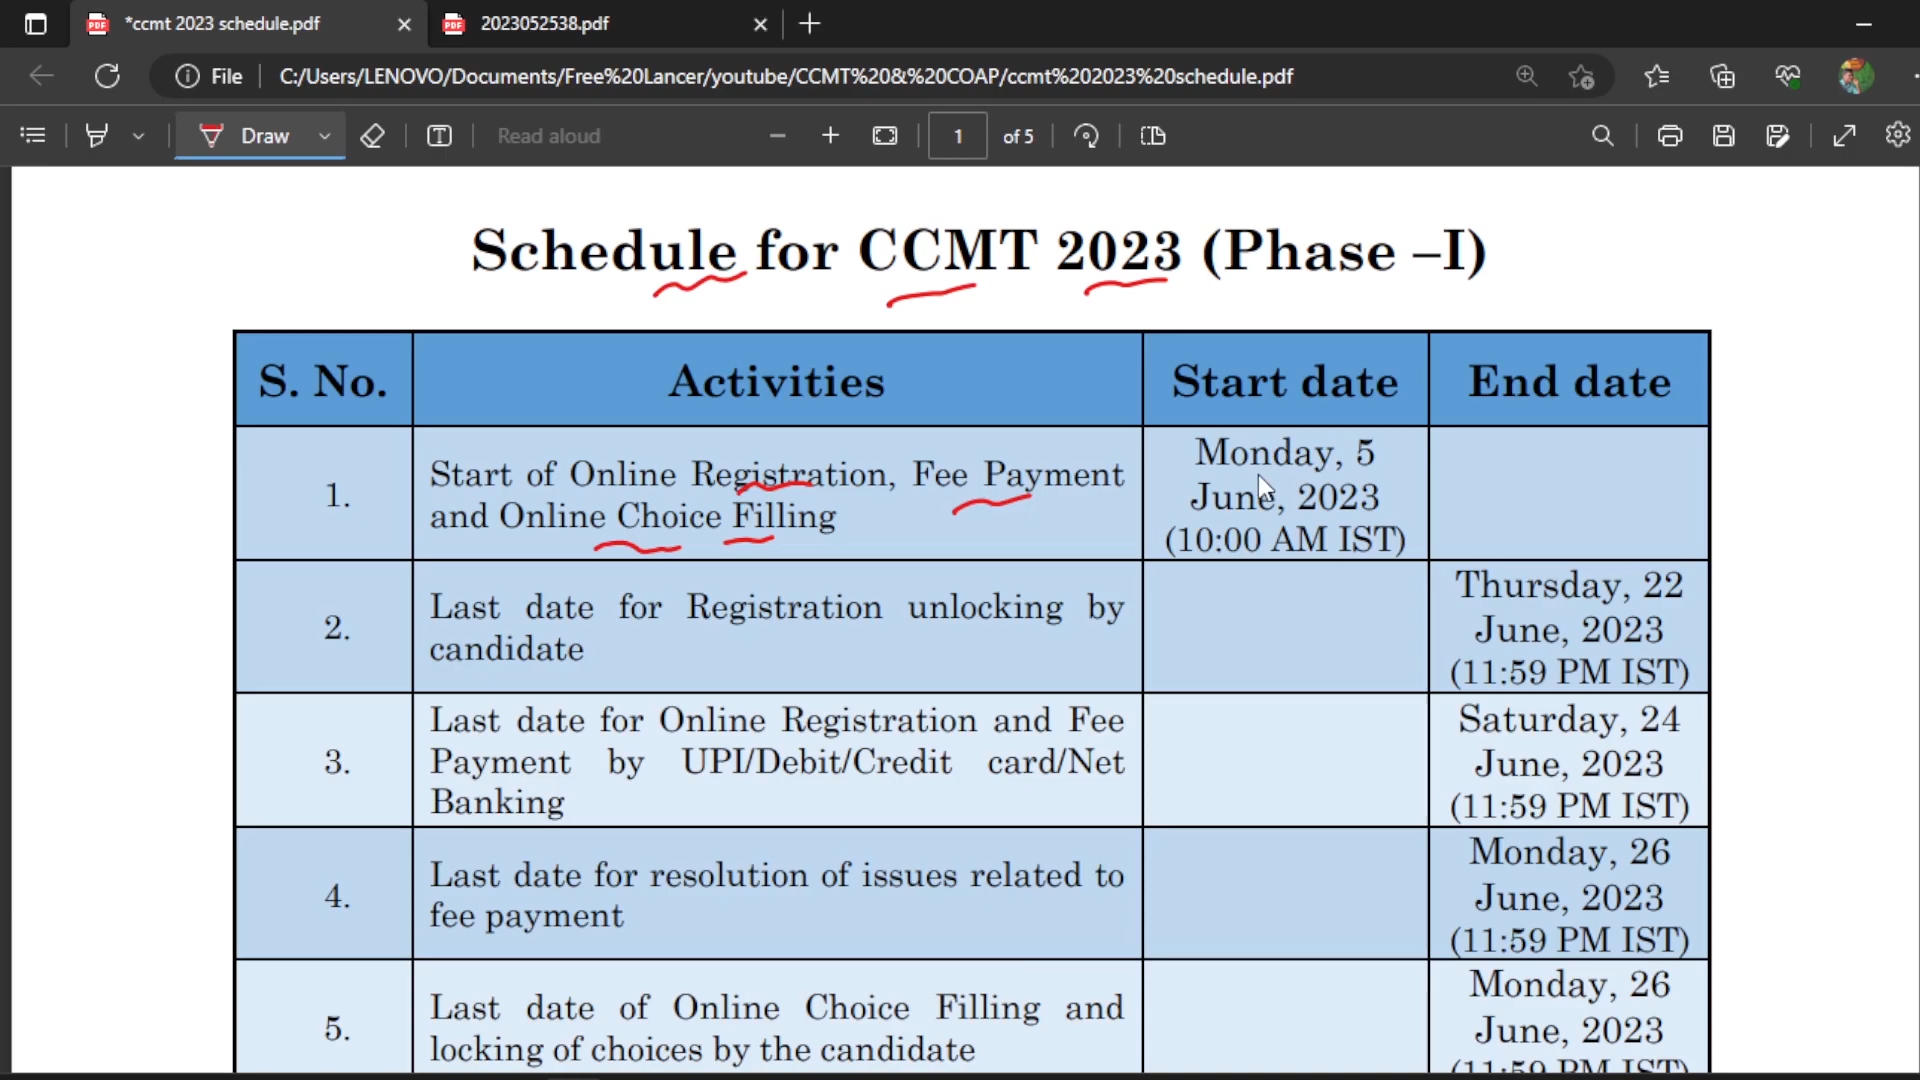 *ccmt 2023 schedule.pdf
2023052538.pdf
File
C:/Users/LENOVO/Documents/Free%20Lancer/youtube/CCMT%20&%20COAP/ccmt%202023%20schedule.pdf
Draw
Read aloud
1 of 5
Schedule for CCMT 2023 (Phase –I)
S. No. Activities Start date End date
1.
Start of Online Registration, Fee Payment
and Online Choice Filling
Monday, 5
June, 2023
(10:00 AM IST)
2.
Last date for Registration unlocking by
candidate
Thursday, 22
June, 2023
(11:59 PM IST)
3.
Last date for Online Registration and Fee
Payment by UPI/Debit/Credit card/Net
Banking
Saturday, 24
June, 2023
(11:59 PM IST)
4.
Last date for resolution of issues related to
fee payment
Monday, 26
June, 2023
(11:59 PM IST)
5.
Last date of Online Choice Filling and
locking of choices by the candidate
Monday, 26
June, 2023
(11:59 PM IST)